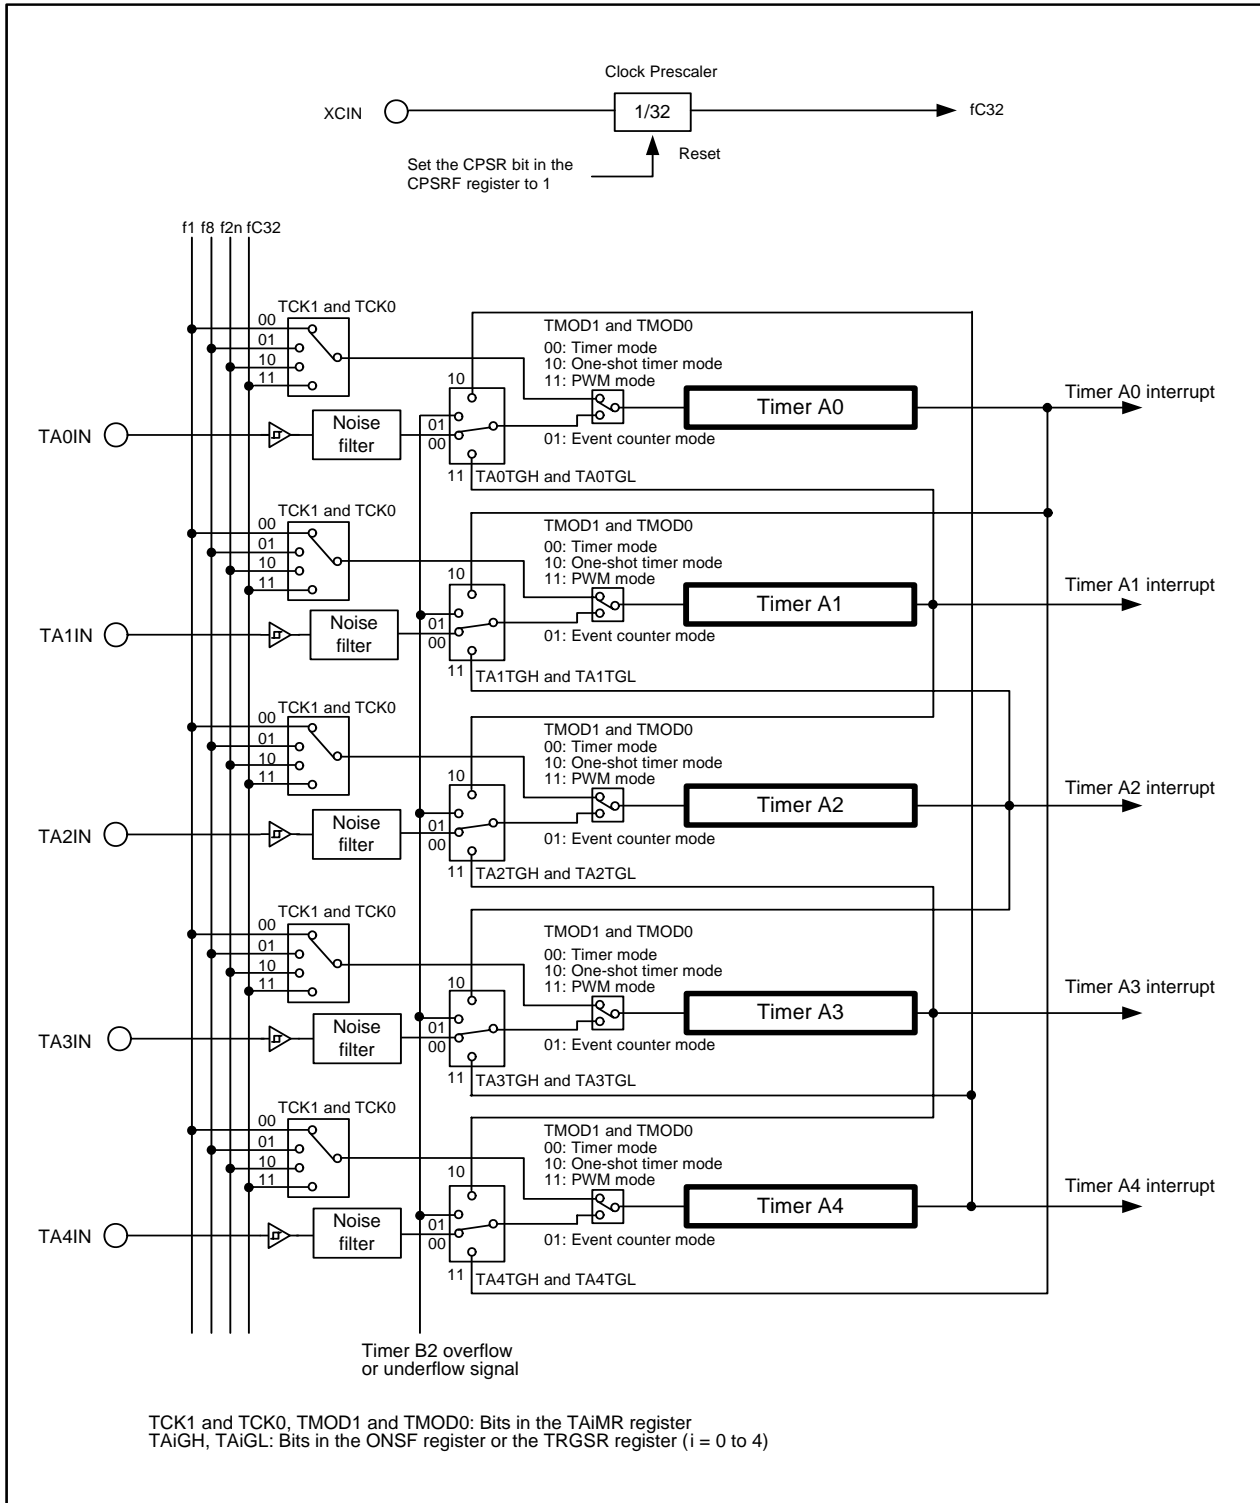 Clock Prescaler
XCIN
1/32
fC32
Set the CPSR bit in the
CPSRF register to 1
Reset
f1 f8 f2n fC32
TCK1 and TCK0
00
01
10
11
TMOD1 and TMOD0
00: Timer mode
10: One-shot timer mode
11: PWM mode
10
Timer A0
Timer A0 interrupt
TA0IN
Noise
filter
01
00
01: Event counter mode
11
TA0TGH and TA0TGL
TCK1 and TCK0
00
01
10
11
TMOD1 and TMOD0
00: Timer mode
10: One-shot timer mode
11: PWM mode
10
Timer A1
Timer A1 interrupt
TA1IN
Noise
filter
01
00
01: Event counter mode
11
TA1TGH and TA1TGL
TCK1 and TCK0
00
01
10
11
TMOD1 and TMOD0
00: Timer mode
10: One-shot timer mode
11: PWM mode
10
Timer A2
Timer A2 interrupt
TA2IN
Noise
filter
01
00
01: Event counter mode
11
TA2TGH and TA2TGL
TCK1 and TCK0
00
01
10
11
TMOD1 and TMOD0
00: Timer mode
10: One-shot timer mode
11: PWM mode
10
Timer A3
Timer A3 interrupt
TA3IN
Noise
filter
01
00
01: Event counter mode
11
TA3TGH and TA3TGL
TCK1 and TCK0
00
01
10
11
TMOD1 and TMOD0
00: Timer mode
10: One-shot timer mode
11: PWM mode
10
Timer A4
Timer A4 interrupt
TA4IN
Noise
filter
01
00
01: Event counter mode
11
TA4TGH and TA4TGL
Timer B2 overflow
or underflow signal
TCK1 and TCK0, TMOD1 and TMOD0: Bits in the TAiMR register
TAiGH, TAiGL: Bits in the ONSF register or the TRGSR register (i = 0 to 4)